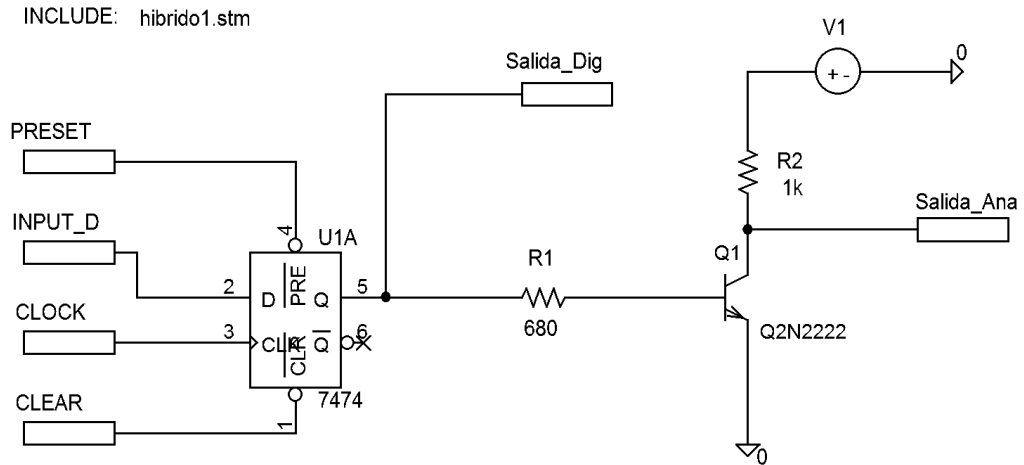 INCLUDE: hibrido1.stm
V1
0
+ -
Salida_Dig
PRESET
R2
1k
Salida_Ana
INPUT_D
4
U1A
Q1
R1
2
D
PRE
Q
5
CLOCK
3
CLK
CLR
Q
6
680
Q2N2222
CLEAR
1
7474
0